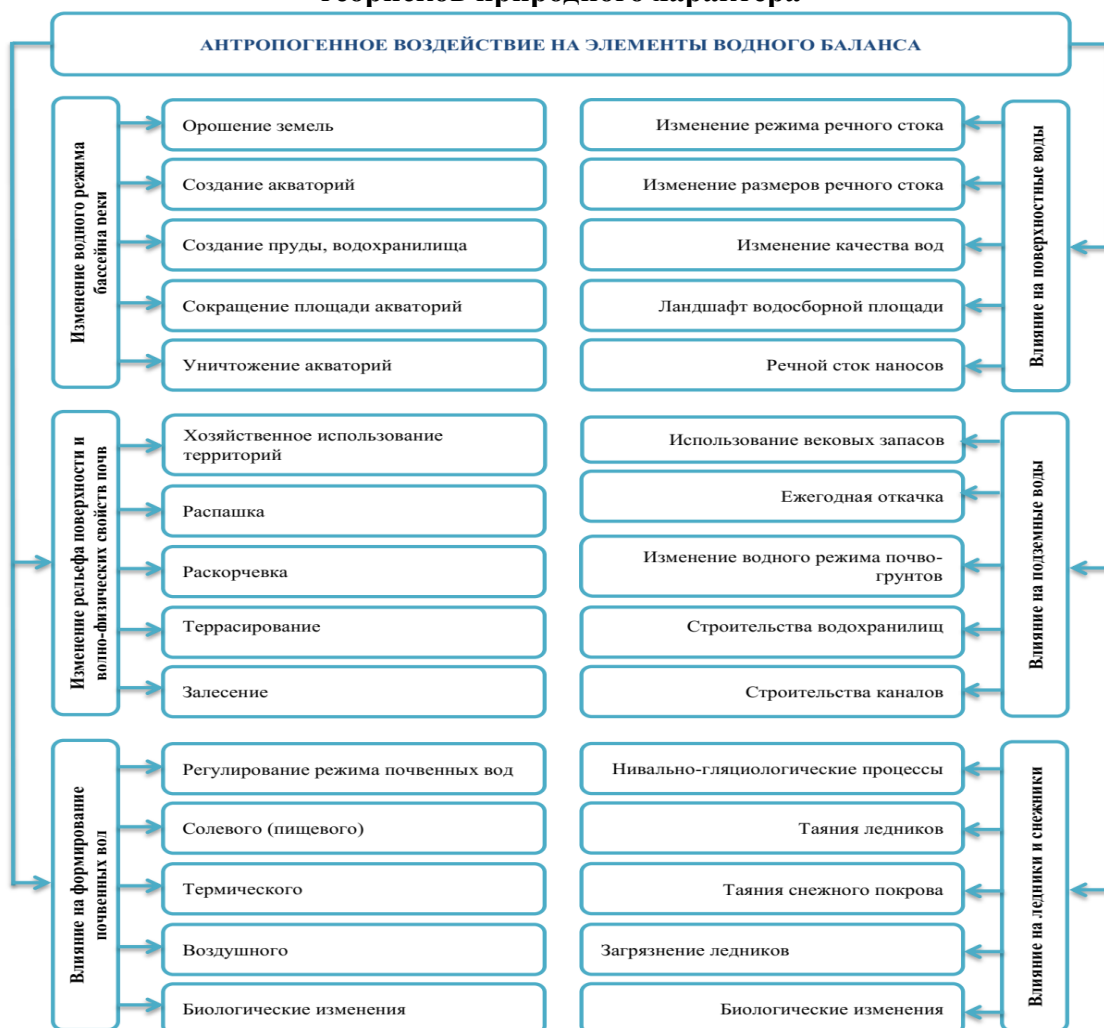 природного характера
АНТРОПОГЕННОЕ ВОЗДЕЙСТВИЕ НА ЭЛЕМЕНТЫ ВОДНОГО БАЛАНСА
Изменение водного режима
бассейна реки
Орошение земель
Создание акваторий
Создание пруды, водохранилища
Сокращение площади акваторий
Уничтожение акваторий
Изменение режима речного стока
Изменение размеров речного стока
Изменение качества вод
Ландшафт водосборной площади
Речной сток наносов
Влияние на поверхностные воды
Изменение рельефа поверхности и
водно-физических свойств почв
Хозяйственное использование
территорий
Распашка
Раскорчевка
Террасирование
Залесение
Использование вековых запасов
Ежегодная откачка
Изменение водного режима почво-
грунтов
Строительства водохранилищ
Строительства каналов
Влияние на подземные воды
Влияние на формирование
почвенных вод
Регулирование режима почвенных вод
Солевого (пищевого)
Термического
Воздушного
Биологические изменения
Нивально-гляциологические процессы
Таяния ледников
Таяния снежного покрова
Загрязнение ледников
Биологические изменения
Влияние на ледники и снежники